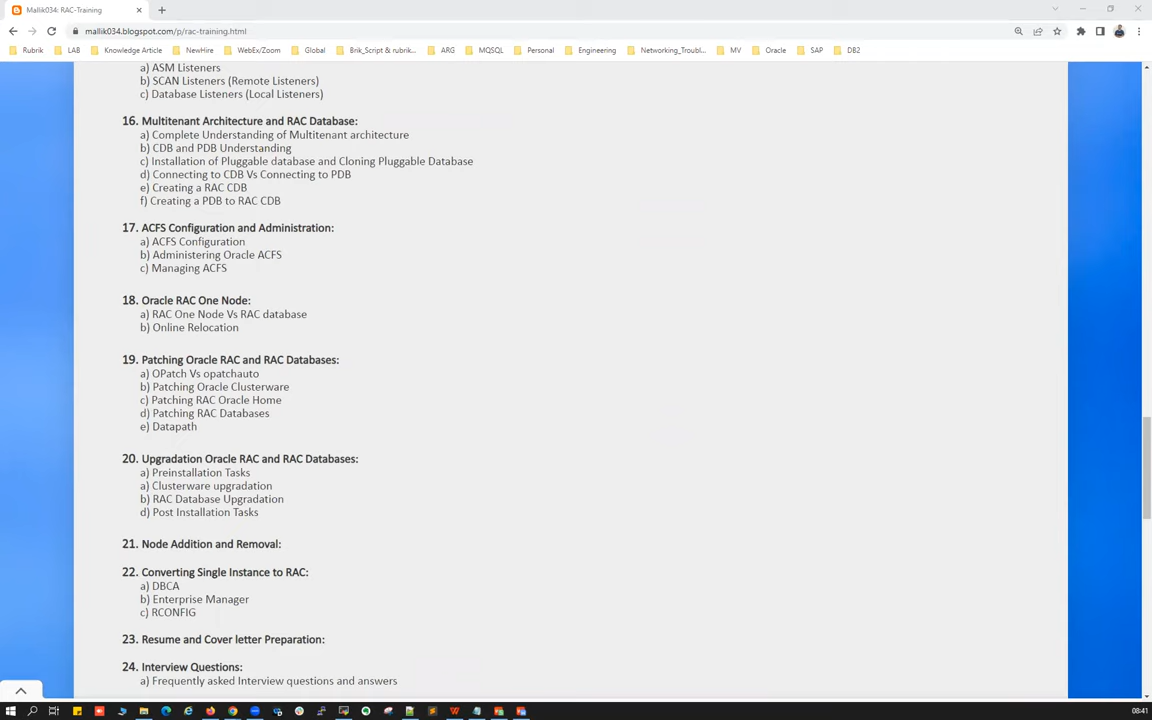 Mallik034: RAC-Training
mallik034.blogspot.com/p/rac-training.html
Rubrik LAB Knowledge Article NewHire WebEx/Zoom Global Brik_Script & rubrik... ARG MQSQL Personal Engineering Networking_Troubl... MV Oracle SAP DB2
a) ASM Listeners
b) SCAN Listeners (Remote Listeners)
c) Database Listeners (Local Listeners)
16. Multitenant Architecture and RAC Database:
a) Complete Understanding of Multitenant architecture
b) CDB and PDB Understanding
c) Installation of Pluggable database and Cloning Pluggable Database
d) Connecting to CDB Vs Connecting to PDB
e) Creating a RAC CDB
f) Creating a PDB to RAC CDB
17. ACFS Configuration and Administration:
a) ACFS Configuration
b) Administering Oracle ACFS
c) Managing ACFS
18. Oracle RAC One Node:
a) RAC One Node Vs RAC database
b) Online Relocation
19. Patching Oracle RAC and RAC Databases:
a) OPatch Vs opatchauto
b) Patching Oracle Clusterware
c) Patching RAC Oracle Home
d) Patching RAC Databases
e) Datapath
20. Upgradation Oracle RAC and RAC Databases:
a) Preinstallation Tasks
a) Clusterware upgradation
b) RAC Database Upgradation
d) Post Installation Tasks
21. Node Addition and Removal:
22. Converting Single Instance to RAC:
a) DBCA
b) Enterprise Manager
c) RCONFIG
23. Resume and Cover letter Preparation:
24. Interview Questions:
a) Frequently asked Interview questions and answers
08:41